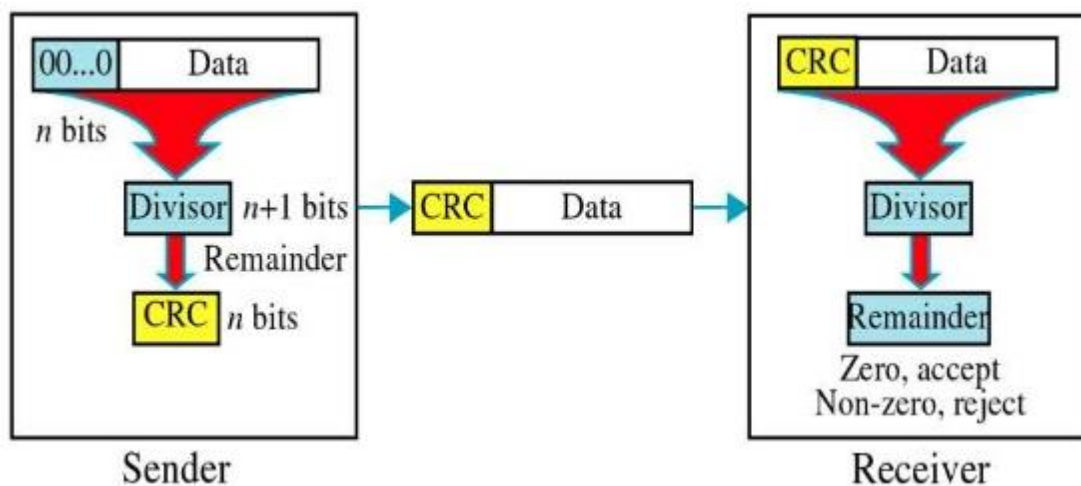 00...0 Data
n bits
Divisor n+1 bits
Remainder
CRC n bits
Sender
CRC Data
CRC Data
Divisor
Remainder
Zero, accept
Non-zero, reject
Receiver